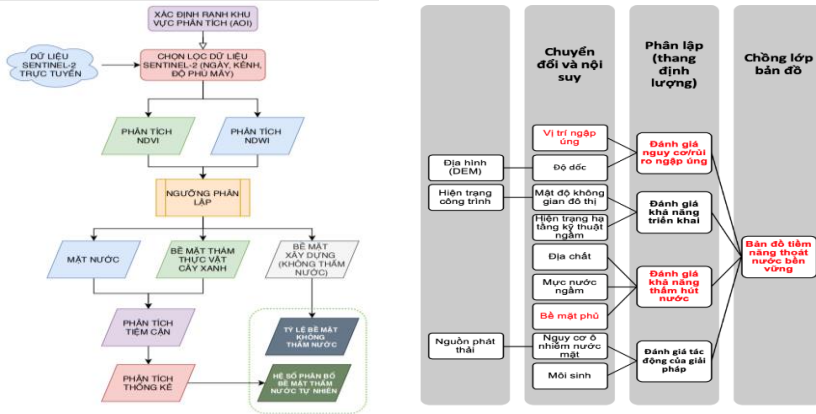 XÁC ĐỊNH RANH KHU
VỰC PHÂN TÍCH (AOI)
DỮ LIỆU
SENTINEL-2
TRỰC TUYẾN
CHỌN LỌC DỮ LIỆU
SENTINEL-2 (NGÀY, KÊNH,
ĐỘ PHỦ MÂY)
PHÂN TÍCH
NDVI
PHÂN TÍCH
NDWI
NGƯỠNG PHÂN
LẬP
MẶT NƯỚC
BỀ MẶT THẢM
THỰC VẬT
CÂY XANH
BỀ MẶT
XÂY DỰNG
(KHÔNG THẤM
NƯỚC)
PHÂN TÍCH
TIỆM CẬN
TỶ LỆ BỀ MẶT
KHÔNG
THẤM NƯỚC
PHÂN TÍCH
THỐNG KÊ
HỆ SỐ PHÂN BỐ
BỀ MẶT THẤM
NƯỚC TỰ NHIÊN
Chuyển
đổi và nội
suy
Phân lập
(thang
định
lượng)
Chồng lớp
bản đồ
Địa hình
(DEM)
Hiện trạng
công trình
Nguồn phát
thải
Vị trí ngập
úng
Độ dốc
Mật độ không
gian đô thị
Hiện trạng hạ
tầng kỹ thuật
ngầm
Địa chất
Mực nước
ngầm
Bề mặt phủ
Nguy cơ ô
nhiễm nước
mặt
Môi sinh
Đánh giá
nguy cơ/rủi
ro ngập úng
Đánh giá
khả năng
triển khai
Đánh giá
khả năng
thấm hút
nước
Đánh giá tác
động của giải
pháp
Bản đồ tiềm
năng thoát
nước bền
vững